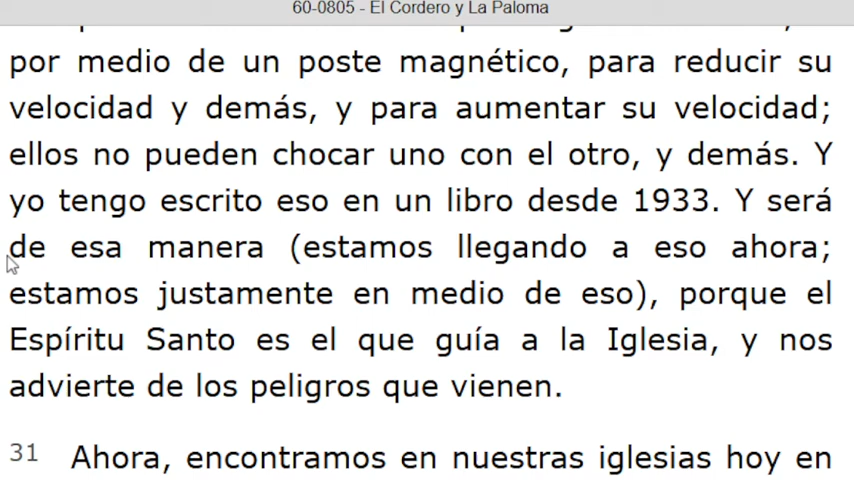 60-0805 - El Cordero y La Paloma
por medio de un poste magnético, para reducir su
velocidad y demás, y para aumentar su velocidad;
ellos no pueden chocar uno con el otro, y demás. Y
yo tengo escrito eso en un libro desde 1933. Y será
de esa manera (estamos llegando a eso ahora;
estamos justamente en medio de eso), porque el
Espíritu Santo es el que guía a la Iglesia, y nos
advierte de los peligros que vienen.
31 Ahora, encontramos en nuestras iglesias hoy en